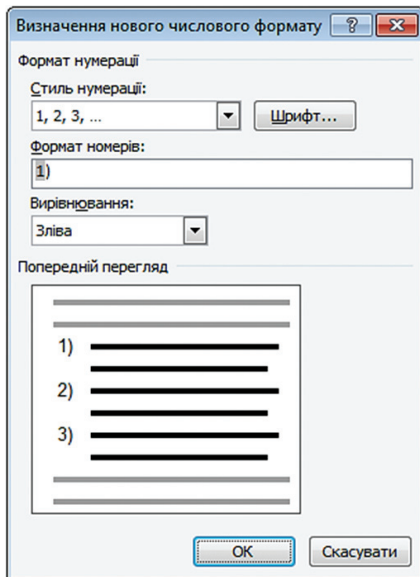 Визначення нового числового формату
Формат нумерації
Стиль нумерації:
1, 2, 3, ...
Шрифт...
Формат номерів:
1)
Вирівнювання:
Зліва
Попередній перегляд
1)
2)
3)
ОК
Скасувати